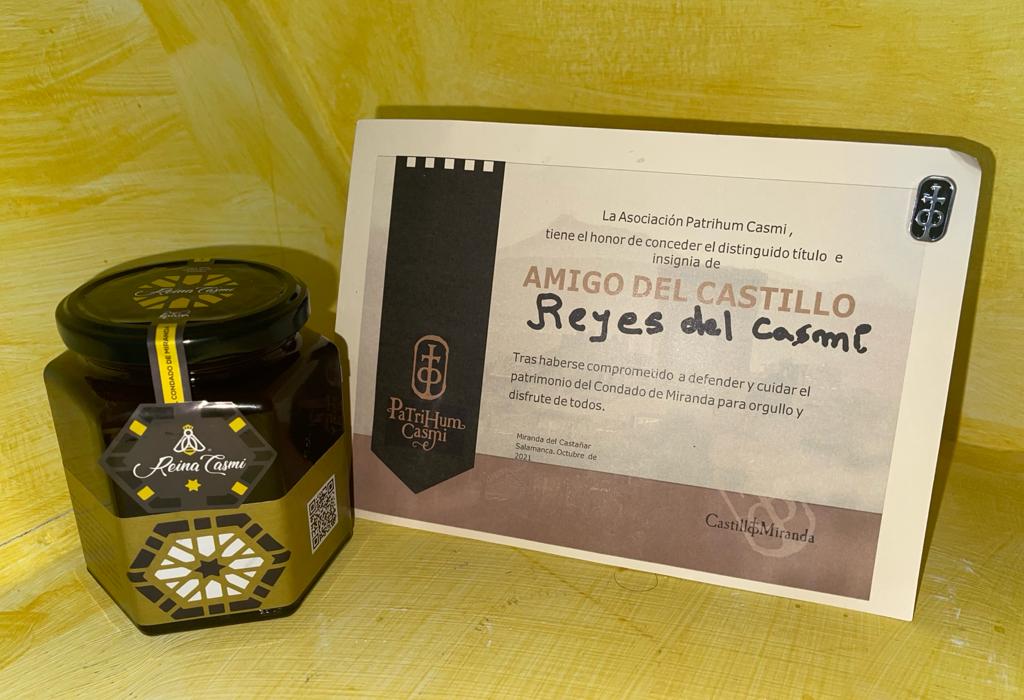 Reina Casmi
CONDADO DE MIRANDA
Reina Casmi
La Asociación Patrihum Casmi ,
tiene el honor de conceder el distinguido título e
insignia de
AMIGO DEL CASTILLO
Reyes del Casmi
Tras haberse comprometido a defender y cuidar el
patrimonio del Condado de Miranda para orgullo y
disfrute de todos.
Miranda del Castañar
Salamanca. Octubre de
2021
PaTriHum
Casmi
Castillo Miranda